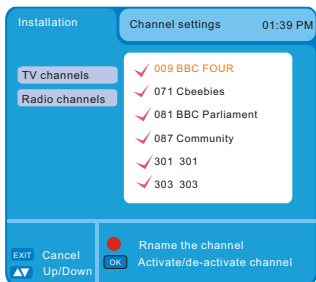 Installation
Channel settings
01:39 PM
TV channels
Radio channels
009 BBC FOUR
071 Cbeebies
081 BBC Parliament
087 Community
301 301
303 303
EXIT Cancel
Up/Down
Rname the channel
OK Activate/de-activate channel